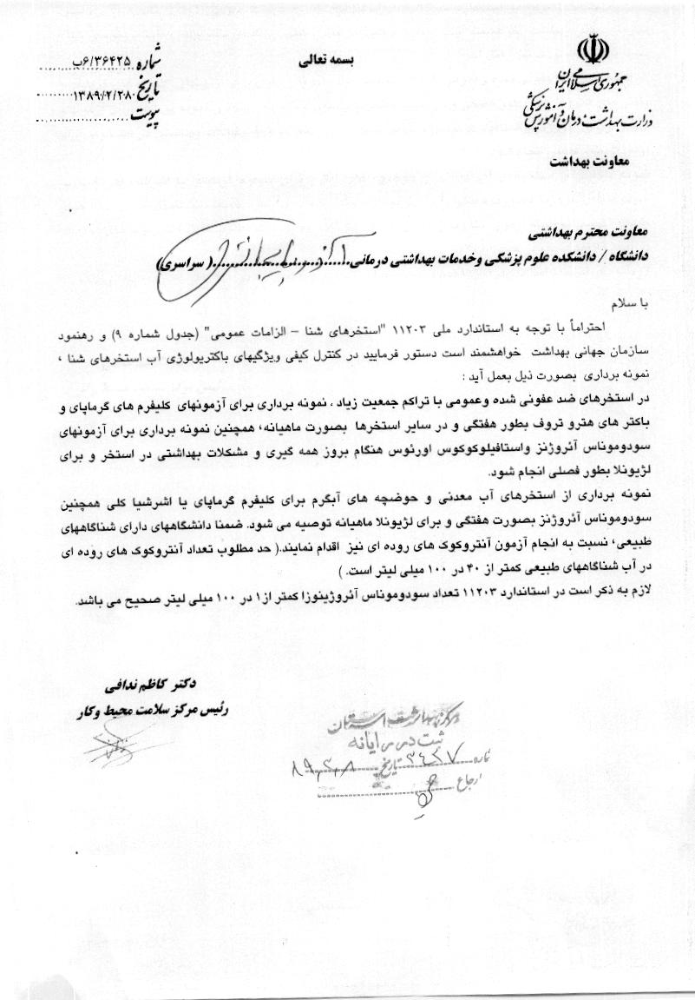 بسمه تعالی
جمهوری اسلامی ایران
وزارت بهداشت درمان و آموزش پزشکی
معاونت بهداشت
شماره ۶/۳۶۴۲۵ب
تاریخ ۱۳۸۹/۲/۲۸
پیوست
معاونت محترم بهداشتی
دانشگاه / دانشکده علوم پزشکی وخدمات بهداشتی درمانی......(......................( سراسری)
با سلام
احتراماً با توجه به استاندارد ملی ۱۱۲۰۳ "استخرهای شنا – الزامات عمومی" (جدول شماره ۹) و رهنمود
سازمان جهانی بهداشت خواهشمند است دستور فرمایید در کنترل کیفی ویژگیهای باکتریولوژی آب استخرهای شنا ،
نمونه برداری بصورت ذیل بعمل آید :
در استخرهای ضد عفونی شده وعمومی با تراکم جمعیت زیاد ، نمونه برداری برای آزمونهای کلیفرم های گرماپای و
باکتر های هترو تروف بطور هفتگی و در سایر استخرها بصورت ماهیانه، همچنین نمونه برداری برای آزمونهای
سودوموناس آئروژنز واستافیلوکوکوس اورئوس هنگام بروز همه گیری و مشکلات بهداشتی در استخر و برای
لژیونلا بطور فصلی انجام شود.
نمونه برداری از استخرهای آب معدنی و حوضچه های آبگرم برای کلیفرم گرماپای یا اشرشیا کلی همچنین
سودوموناس آئروژنز بصورت هفتگی و برای لژیونلا ماهیانه توصیه می شود. ضمنا دانشگاههای دارای شناگاههای
طبیعی، نسبت به انجام آزمون آنتروکوک های روده ای نیز اقدام نمایند.( حد مطلوب تعداد آنتروکوک های روده ای
در آب شناگاههای طبیعی کمتر از ۴۰ در ۱۰۰ میلی لیتر است. )
لازم به ذکر است در استاندارد ۱۱۲۰۳ تعداد سودوموناس آئروژینوزا کمتر از۱ در ۱۰۰ میلی لیتر صحیح می باشد.
دکتر کاظم ندافی
رئیس مرکز سلامت محیط وکار
مرکز بهداشت استان
ثبت در رایانه
شماره ۳۴۳۷ تاریخ ۸۹,۳,۸
ارجاع